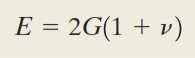 E = 2G(1 + ν)